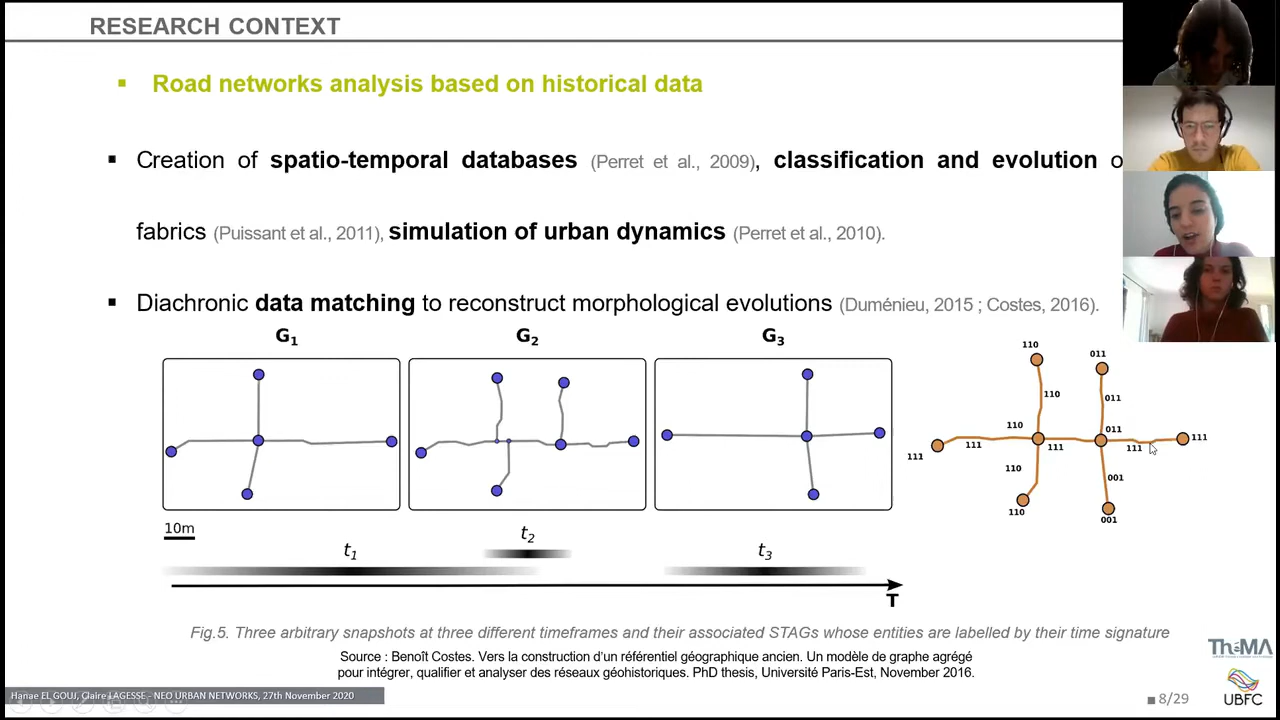 RESEARCH CONTEXT
▪ Road networks analysis based on historical data
▪ Creation of spatio-temporal databases (Perret et al., 2009), classification and evolution o
fabrics (Puissant et al., 2011), simulation of urban dynamics (Perret et al., 2010).
▪ Diachronic data matching to reconstruct morphological evolutions (Duménieu, 2015 ; Costes, 2016).
G1 G2 G3
110 011
110 011
110 011
111 111 111 111 111
110 001
110 001
10m
t1 t2 t3
T
Fig.5. Three arbitrary snapshots at three different timeframes and their associated STAGs whose entities are labelled by their time signature
Source : Benoît Costes. Vers la construction d'un référentiel géographique ancien. Un modèle de graphe agrégé
pour intégrer, qualifier et analyser des réseaux géohistoriques. PhD thesis, Université Paris-Est, November 2016.
ThéMA
UBFC
Hanae EL GOUJ, Claire LAGESSE - NEO URBAN NETWORKS, 27th November 2020
8/29